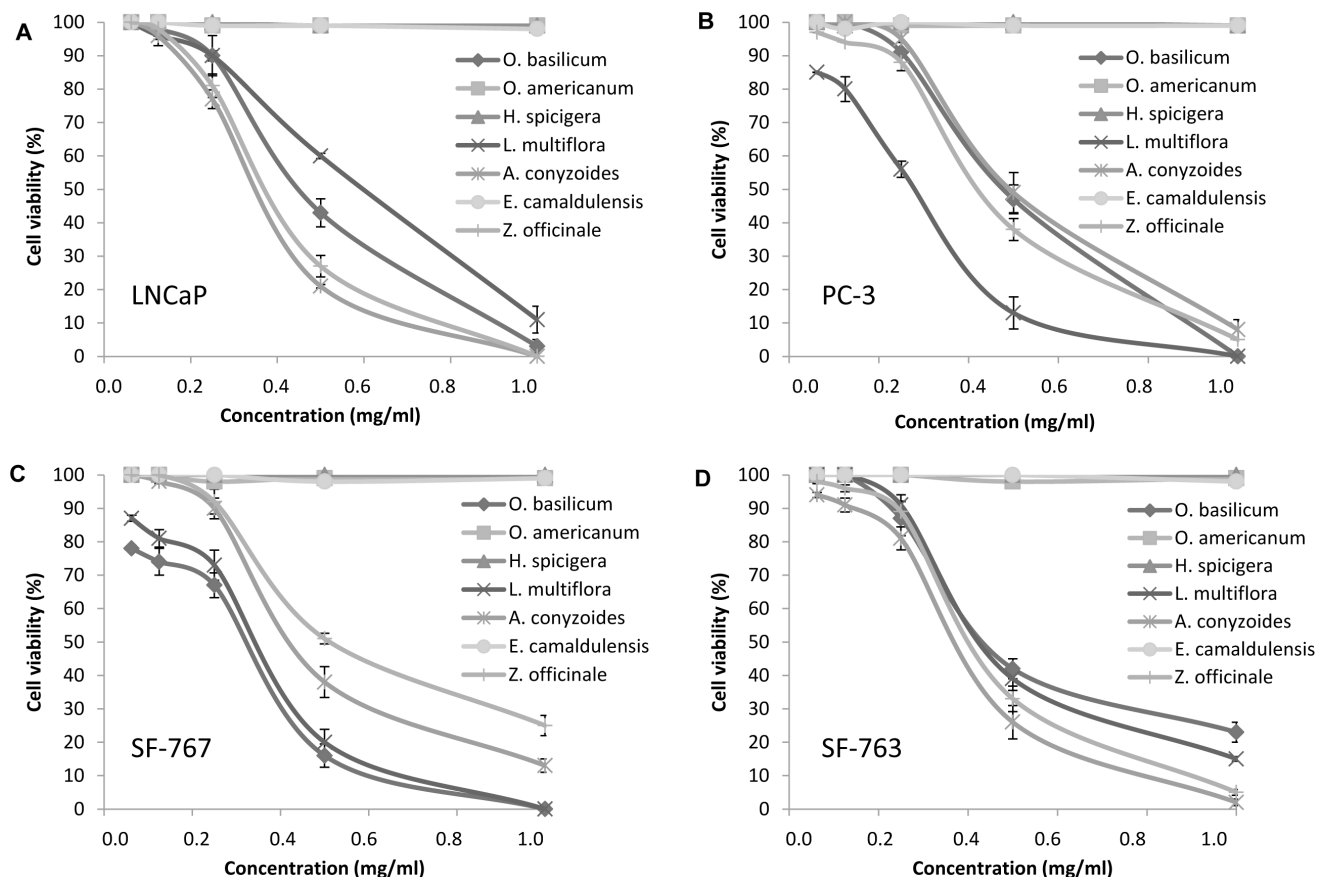 A
Cell viability (%)
100
90
80
70
60
50
40
30
20
10
0
O. basilicum
O. americanum
H. spicigera
L. multiflora
A. conyzoides
E. camaldulensis
Z. officinale
LNCaP
0.0 0.2 0.4 0.6 0.8 1.0
Concentration (mg/ml)
B
Cell viability (%)
100
90
80
70
60
50
40
30
20
10
0
O. basilicum
O. americanum
H. spicigera
L. multiflora
A. conyzoides
E. camaldulensis
Z. officinale
PC-3
0.0 0.2 0.4 0.6 0.8 1.0
Concentration (mg/ml)
C
Cell viability (%)
100
90
80
70
60
50
40
30
20
10
0
O. basilicum
O. americanum
H. spicigera
L. multiflora
A. conyzoides
E. camaldulensis
Z. officinale
SF-767
0.0 0.2 0.4 0.6 0.8 1.0
Concentration (mg/ml)
D
Cell viability (%)
100
90
80
70
60
50
40
30
20
10
0
O. basilicum
O. americanum
H. spicigera
L. multiflora
A. conyzoides
E. camaldulensis
Z. officinale
SF-763
0.0 0.2 0.4 0.6 0.8 1.0
Concentration (mg/ml)